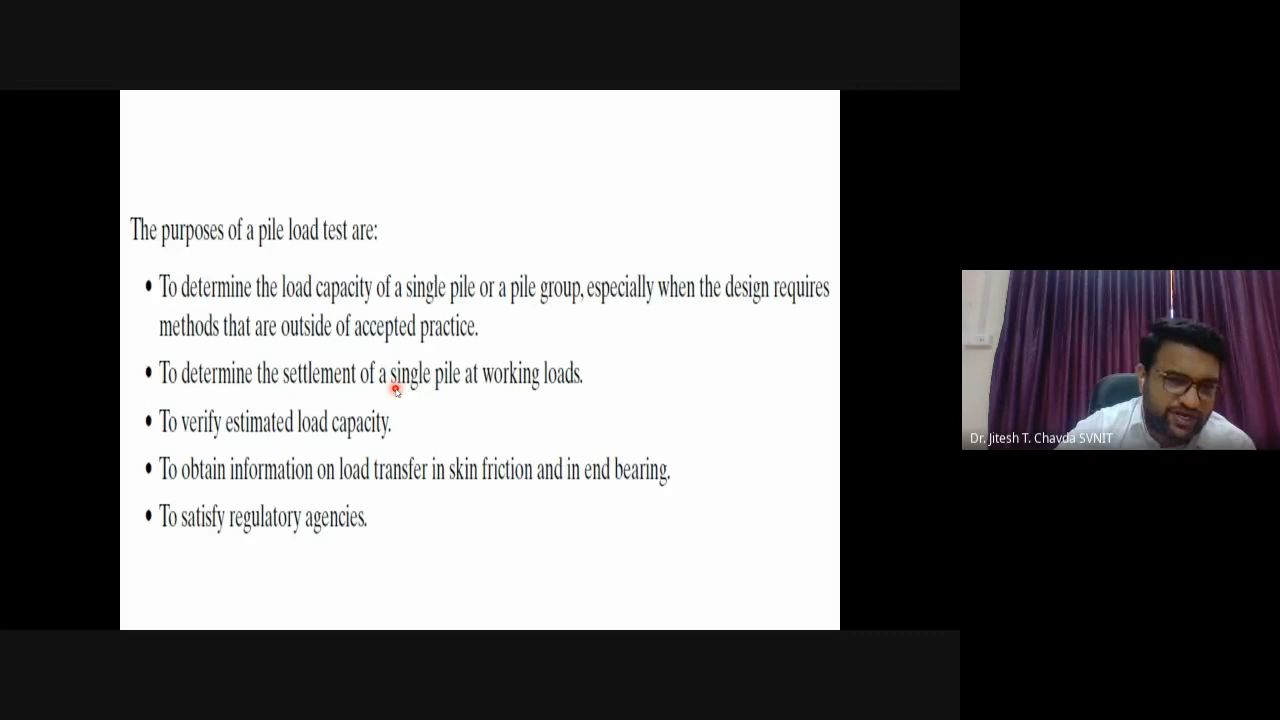 The purposes of a pile load test are:
• To determine the load capacity of a single pile or a pile group, especially when the design requires
methods that are outside of accepted practice.
• To determine the settlement of a single pile at working loads.
• To verify estimated load capacity.
• To obtain information on load transfer in skin friction and in end bearing.
• To satisfy regulatory agencies.
Dr. Jitesh T. Chavda SVNIT